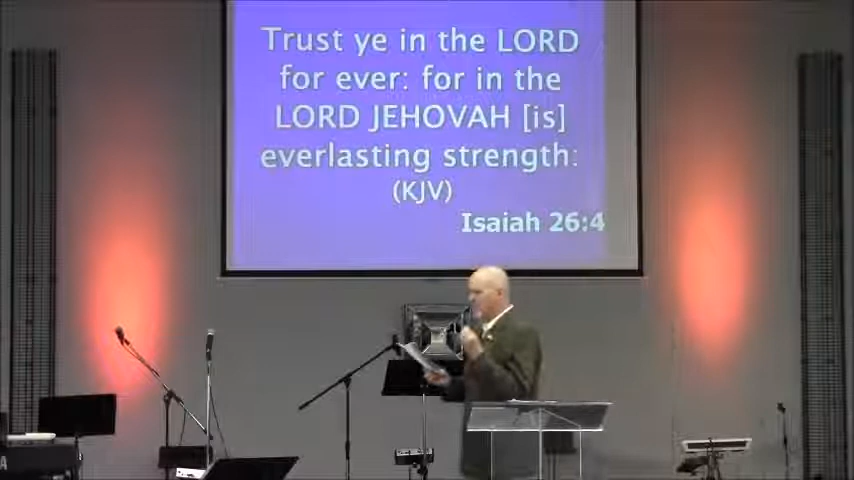 Trust ye in the LORD
for ever: for in the
LORD JEHOVAH [is]
everlasting strength:
(KJV)
Isaiah 26:4